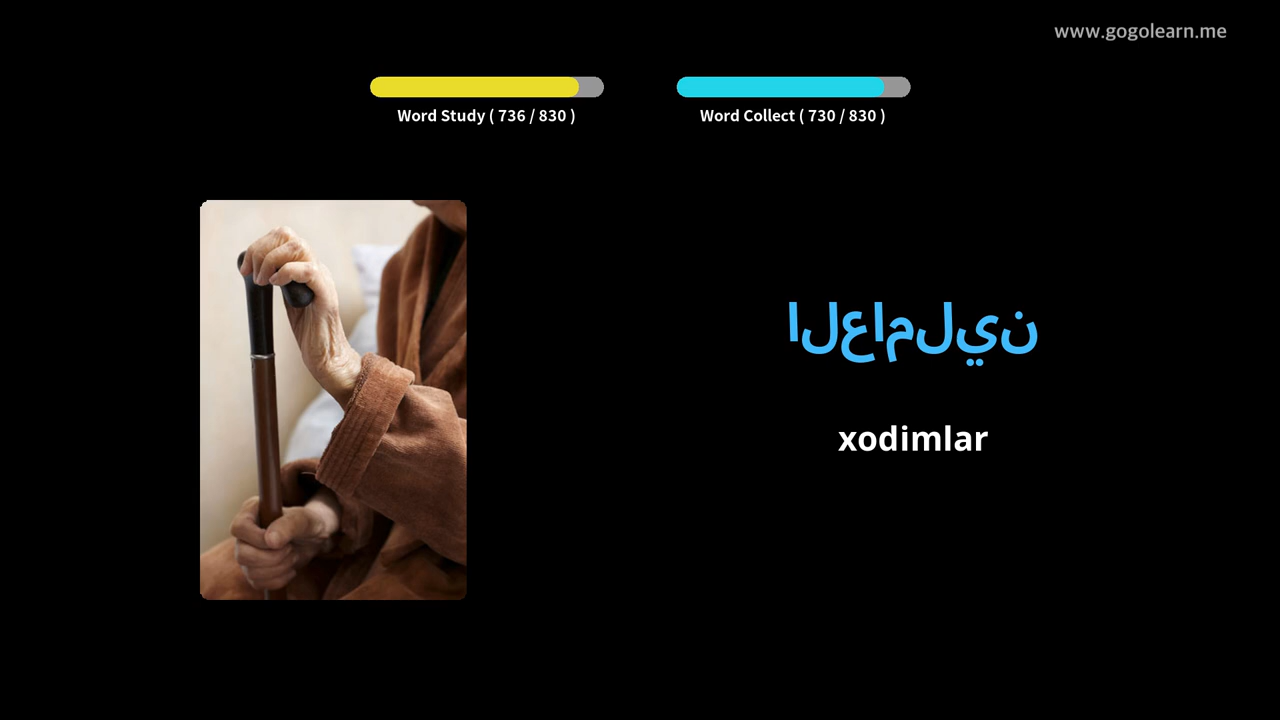 www.gogolearn.me
Word Study ( 736 / 830 )
Word Collect ( 730 / 830 )
العاملين
xodimlar